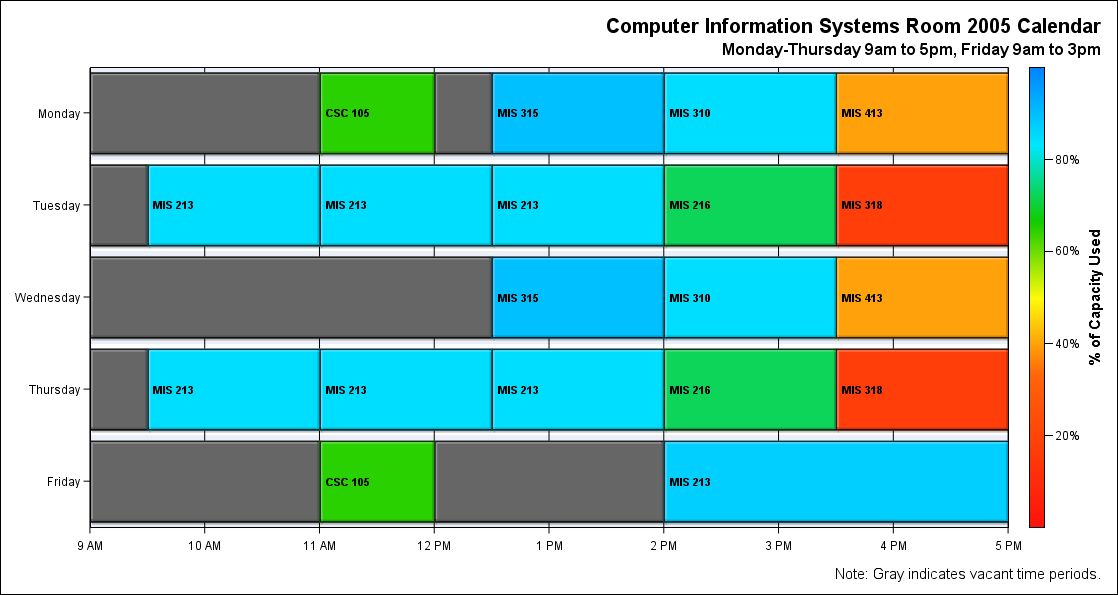 Computer Information Systems Room 2005 Calendar
Monday-Thursday 9am to 5pm, Friday 9am to 3pm
Monday CSC 105 MIS 315 MIS 310 MIS 413
80%
Tuesday MIS 213 MIS 213 MIS 213 MIS 216 MIS 318
60%
% of Capacity Used
Wednesday MIS 315 MIS 310 MIS 413
40%
Thursday MIS 213 MIS 213 MIS 213 MIS 216 MIS 318
20%
Friday CSC 105 MIS 213
9 AM 10 AM 11 AM 12 PM 1 PM 2 PM 3 PM 4 PM 5 PM
Note: Gray indicates vacant time periods.